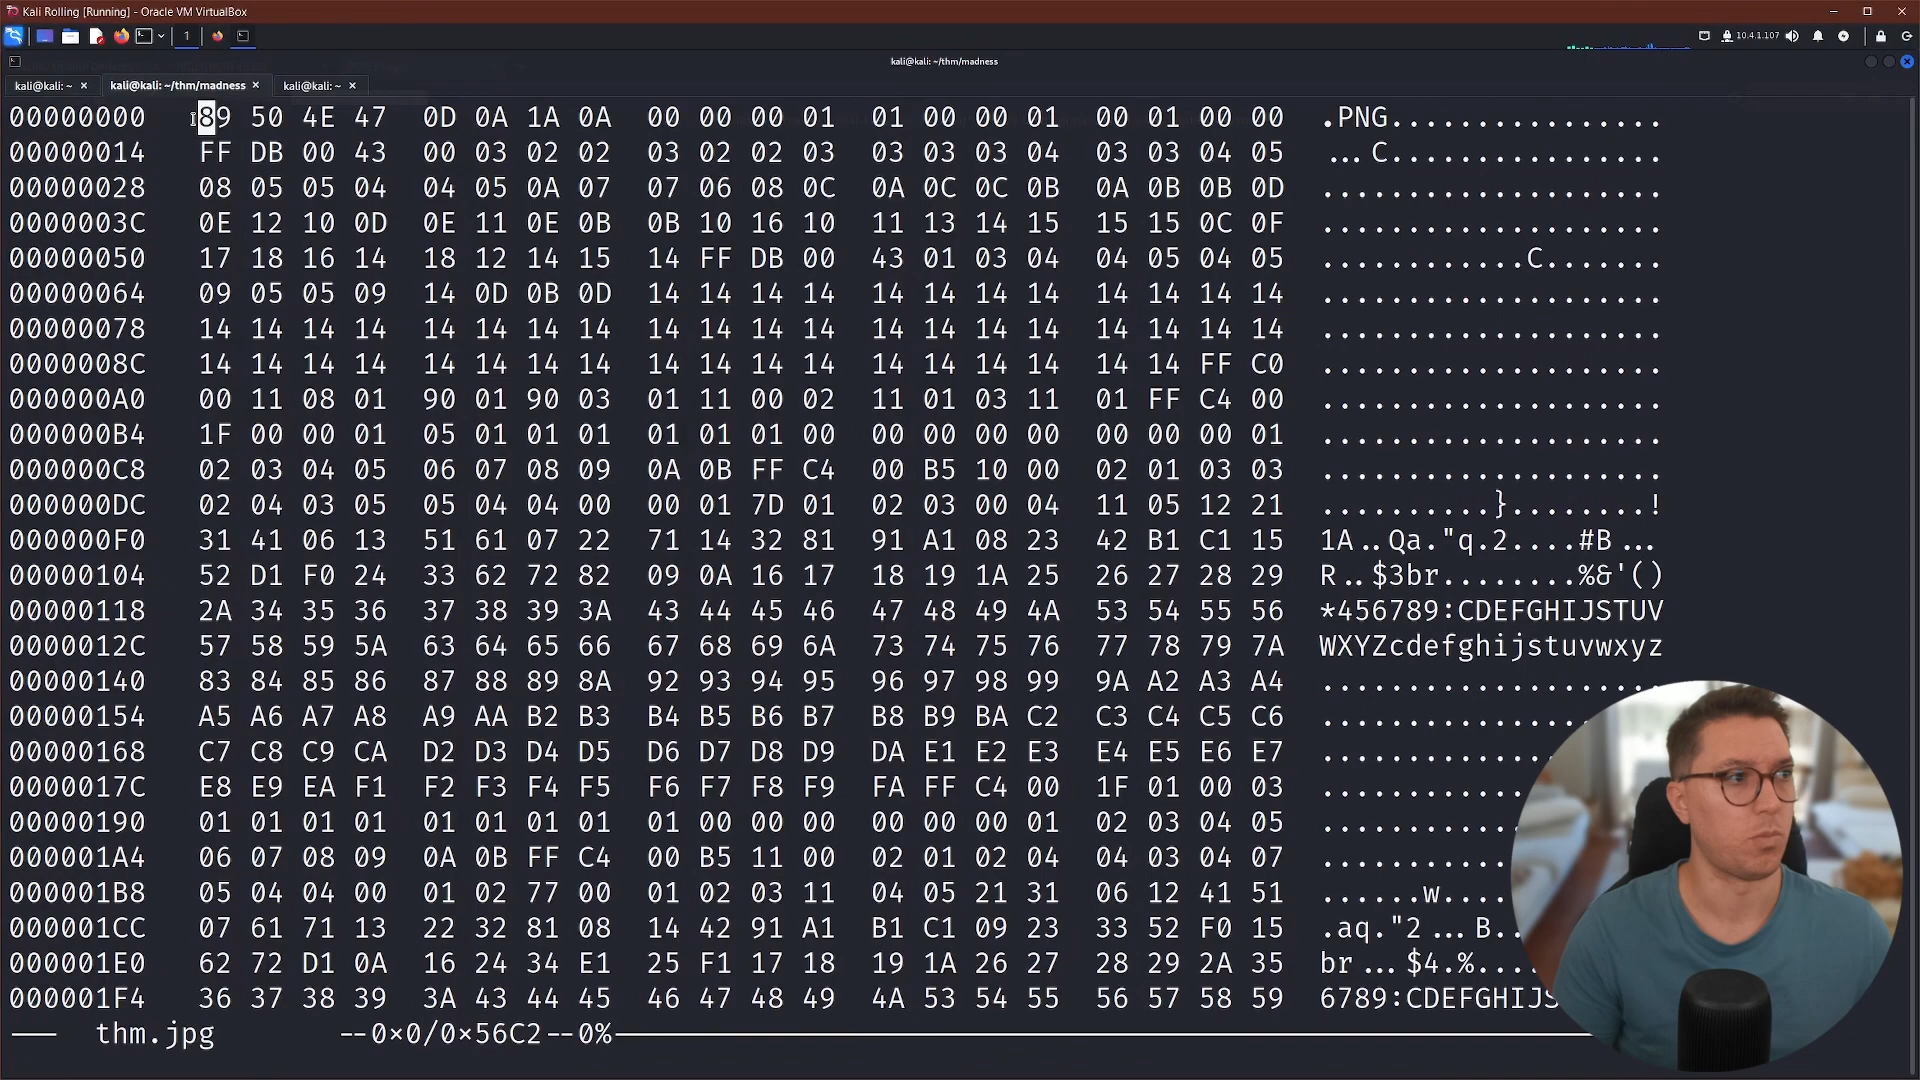 Kali Rolling [Running] - Oracle VM VirtualBox
1
10.4.1.107
kali@kali: ~/thm/madness
kali@kali: ~
kali@kali: ~/thm/madness
kali@kali: ~
00000000 89 50 4E 47 0D 0A 1A 0A 00 00 00 01 01 00 00 01 00 01 00 00 .PNG................
00000014 FF DB 00 43 00 03 02 02 03 02 02 03 03 03 03 04 03 03 04 05 ...C................
00000028 08 05 05 04 04 05 0A 07 07 06 08 0C 0A 0C 0C 0B 0A 0B 0B 0D ....................
0000003C 0E 12 10 0D 0E 11 0E 0B 0B 10 16 10 11 13 14 15 15 15 0C 0F ....................
00000050 17 18 16 14 18 12 14 15 14 FF DB 00 43 01 03 04 04 05 04 05 ............C.......
00000064 09 05 05 09 14 0D 0B 0D 14 14 14 14 14 14 14 14 14 14 14 14 ....................
00000078 14 14 14 14 14 14 14 14 14 14 14 14 14 14 14 14 14 14 14 14 ....................
0000008C 14 14 14 14 14 14 14 14 14 14 14 14 14 14 14 14 14 14 FF C0 ....................
000000A0 00 11 08 01 90 01 90 03 01 11 00 02 11 01 03 11 01 FF C4 00 ....................
000000B4 1F 00 00 01 05 01 01 01 01 01 01 00 00 00 00 00 00 00 00 01 ....................
000000C8 02 03 04 05 06 07 08 09 0A 0B FF C4 00 B5 10 00 02 01 03 03 ....................
000000DC 02 04 03 05 05 04 04 00 00 01 7D 01 02 03 00 04 11 05 12 21 ..........}........!
000000F0 31 41 06 13 51 61 07 22 71 14 32 81 91 A1 08 23 42 B1 C1 15 1A..Qa."q.2....#B...
00000104 52 D1 F0 24 33 62 72 82 09 0A 16 17 18 19 1A 25 26 27 28 29 R..$3br........%&'()
00000118 2A 34 35 36 37 38 39 3A 43 44 45 46 47 48 49 4A 53 54 55 56 *456789:CDEFGHIJSTUV
0000012C 57 58 59 5A 63 64 65 66 67 68 69 6A 73 74 75 76 77 78 79 7A WXYZcdefghijstuvwxyz
00000140 83 84 85 86 87 88 89 8A 92 93 94 95 96 97 98 99 9A A2 A3 A4 ....................
00000154 A5 A6 A7 A8 A9 AA B2 B3 B4 B5 B6 B7 B8 B9 BA C2 C3 C4 C5 C6 ................
00000168 C7 C8 C9 CA D2 D3 D4 D5 D6 D7 D8 D9 DA E1 E2 E3 E4 E5 E6 E7 .............
0000017C E8 E9 EA F1 F2 F3 F4 F5 F6 F7 F8 F9 FA FF C4 00 1F 01 00 03 ............
00000190 01 01 01 01 01 01 01 01 01 00 00 00 00 00 00 01 02 03 04 05 ............
000001A4 06 07 08 09 0A 0B FF C4 00 B5 11 00 02 01 02 04 04 03 04 07 ............
000001B8 05 04 04 00 01 02 77 00 01 02 03 11 04 05 21 31 06 12 41 51 ......W....
000001CC 07 61 71 13 22 32 81 08 14 42 91 A1 B1 C1 09 23 33 52 F0 15 .aq."2...B..
000001E0 62 72 D1 0A 16 24 34 E1 25 F1 17 18 19 1A 26 27 28 29 2A 35 br...$4.%....
000001F4 36 37 38 39 3A 43 44 45 46 47 48 49 4A 53 54 55 56 57 58 59 6789:CDEFGHIJS
thm.jpg --0×0/0×56C2--0%